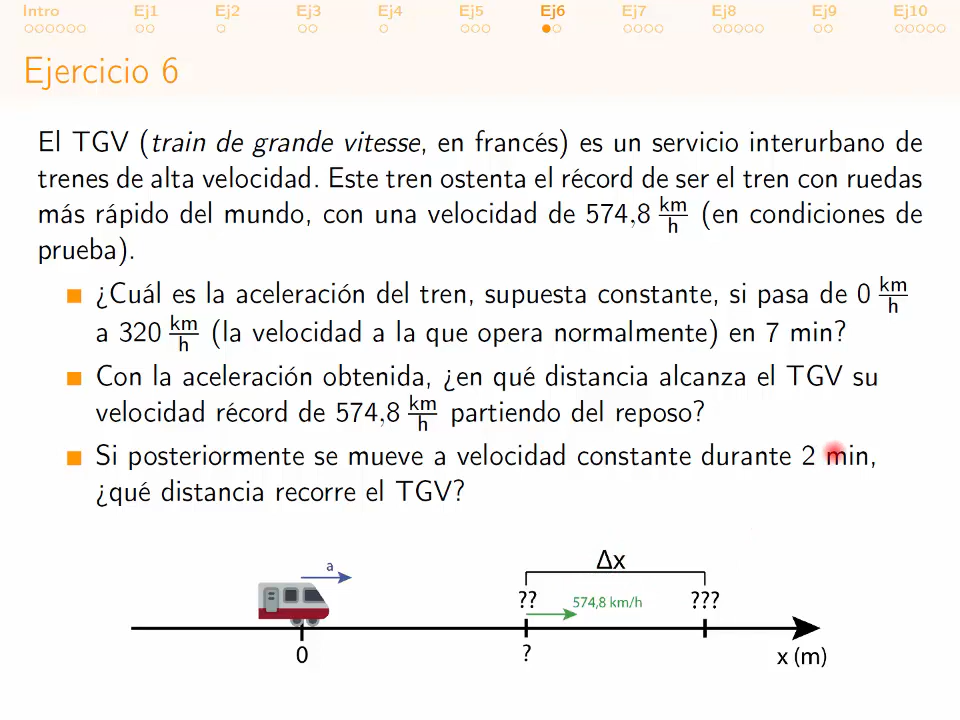 Intro Ej1 Ej2 Ej3 Ej4 Ej5 Ej6 Ej7 Ej8 Ej9 Ej10
Ejercicio 6
El TGV (train de grande vitesse, en francés) es un servicio interurbano de
trenes de alta velocidad. Este tren ostenta el récord de ser el tren con ruedas
más rápido del mundo, con una velocidad de 574,8 km/h (en condiciones de
prueba).
¿Cuál es la aceleración del tren, supuesta constante, si pasa de 0 km/h
a 320 km/h (la velocidad a la que opera normalmente) en 7 min?
Con la aceleración obtenida, ¿en qué distancia alcanza el TGV su
velocidad récord de 574,8 km/h partiendo del reposo?
Si posteriormente se mueve a velocidad constante durante 2 min,
¿qué distancia recorre el TGV?
Δx
a
?? 574,8 km/h ???
0 ? x (m)